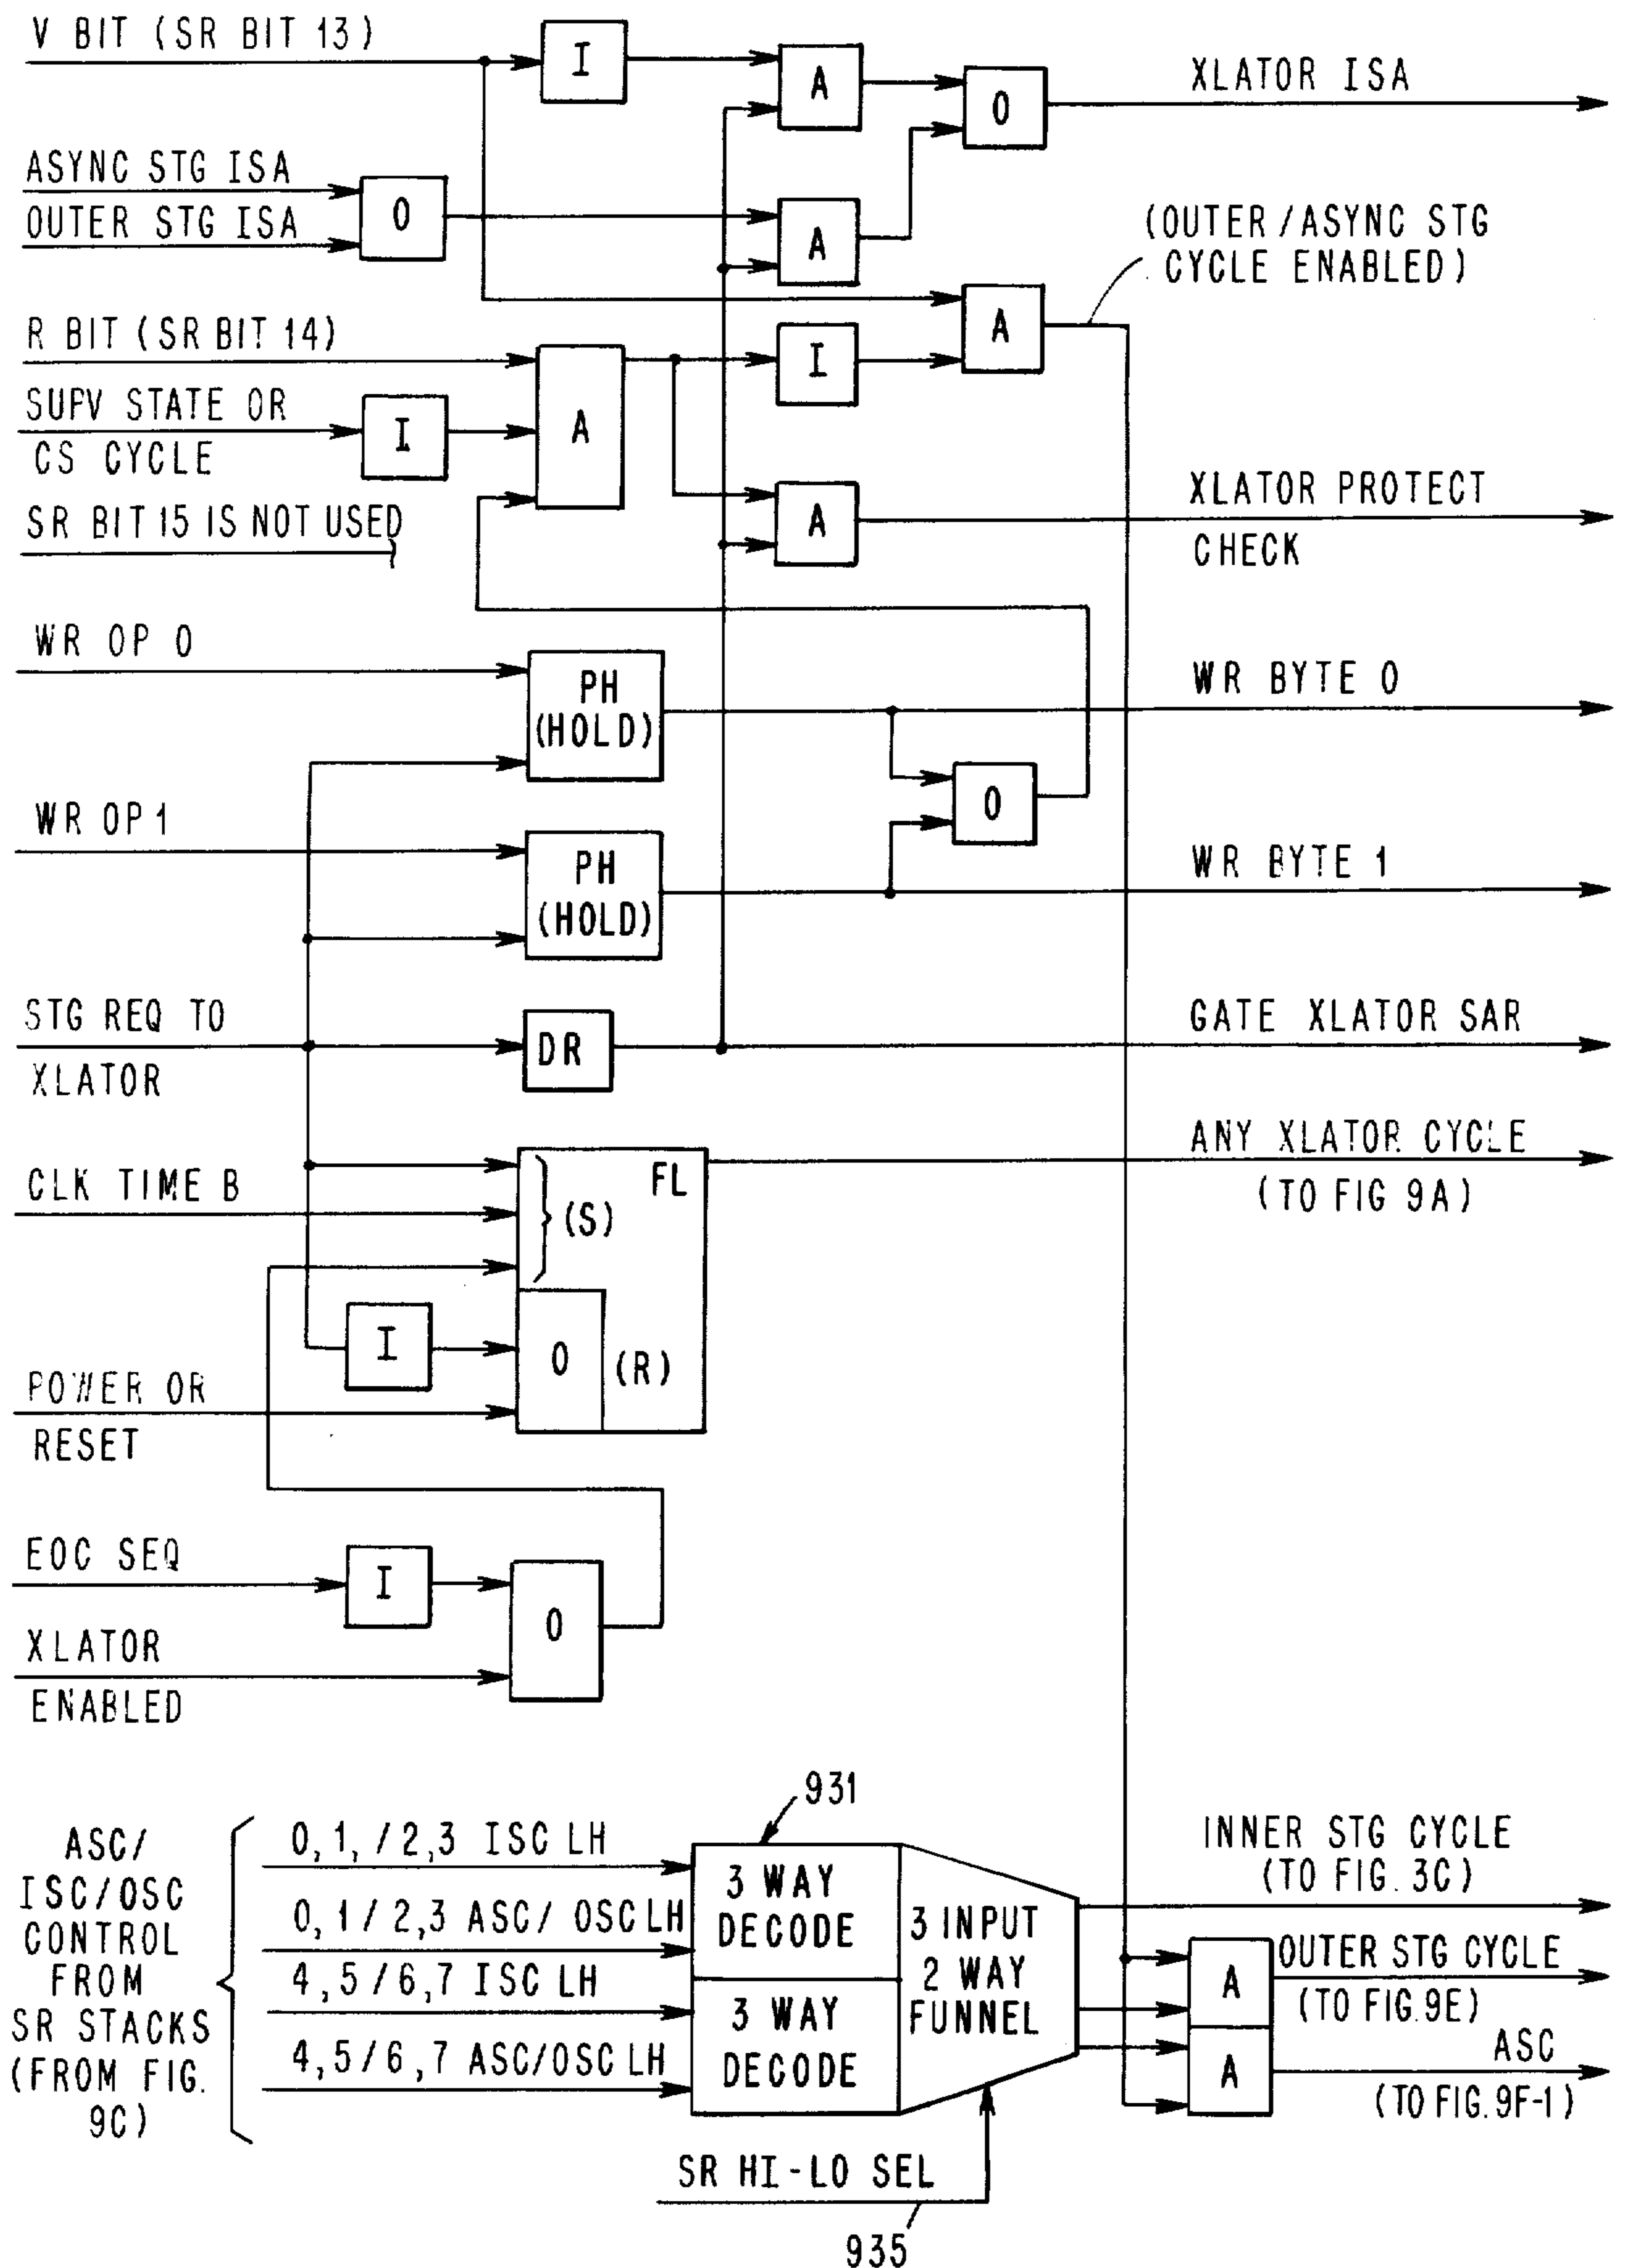 V BIT (SR BIT 13)
I
A
O
XLATOR ISA
ASYNC STG ISA
OUTER STG ISA
O
A
(OUTER/ASYNC STG
CYCLE ENABLED)
A
R BIT (SR BIT 14)
I
SUPV STATE OR
CS CYCLE
I
A
SR BIT 15 IS NOT USED
A
XLATOR PROTECT
CHECK
WR OP 0
PH
(HOLD)
WR BYTE 0
O
WR OP 1
PH
(HOLD)
WR BYTE 1
STG REQ TO
XLATOR
DR
GATE XLATOR SAR
CLK TIME B
FL
(S)
ANY XLATOR CYCLE
(TO FIG 9A)
I
O
(R)
POWER OR
RESET
EOC SEQ
I
O
XLATOR
ENABLED
931
ASC/
ISC/OSC
CONTROL
FROM
SR STACKS
(FROM FIG.
9C)
0, 1, / 2, 3 ISC LH
0, 1 / 2, 3 ASC/ OSC LH
4, 5 / 6, 7 ISC LH
4, 5 / 6, 7 ASC/OSC LH
3 WAY
DECODE
3 WAY
DECODE
3 INPUT
2 WAY
FUNNEL
INNER STG CYCLE
(TO FIG. 3C)
A
OUTER STG CYCLE
(TO FIG. 9E)
A
ASC
(TO FIG. 9F-1)
SR HI-LO SEL
935